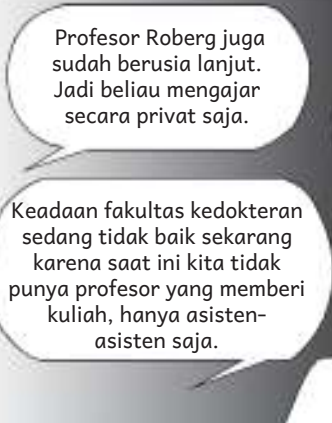 Profesor Roberg juga
sudah berusia lanjut.
Jadi beliau mengajar
secara privat saja.
Keadaan fakultas kedokteran
sedang tidak baik sekarang
karena saat ini kita tidak
punya profesor yang memberi
kuliah, hanya asisten-
asisten saja.